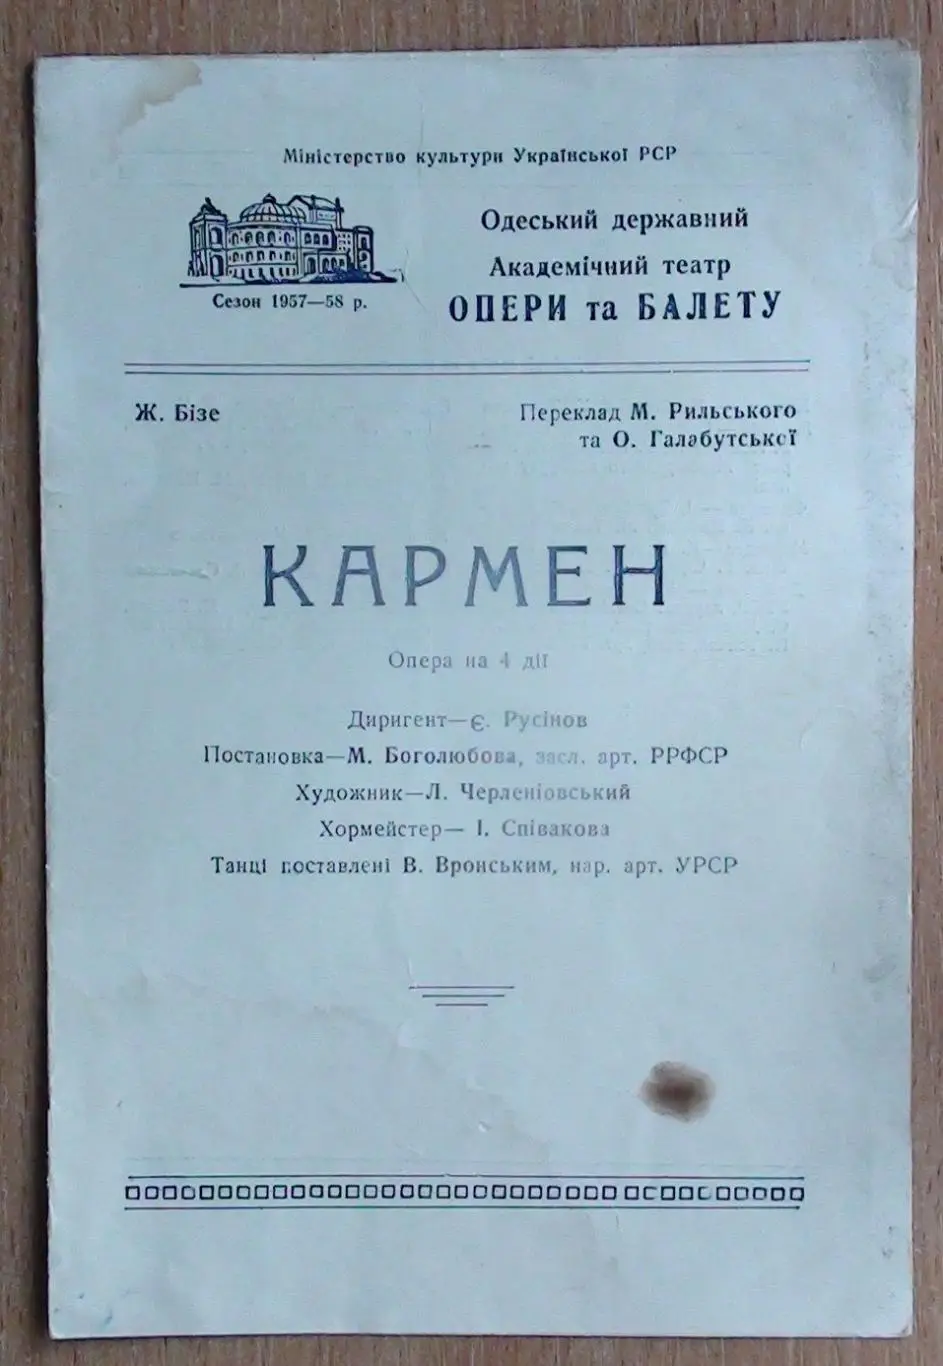 Міністерство культури Української РСР
Одеський державний
Академічний театр
ОПЕРИ та БАЛЕТУ
Сезон 1957—58 р.
Ж. Бізе
Переклад М. Рильського
та О. Галабутської
КАРМЕН
Опера на 4 дії
Диригент—Є. Русінов
Постановка—М. Боголюбова, засл. арт. РРФСР
Художник—Л. Черленіовський
Хормейстер— І. Співакова
Танці поставлені В. Вронським, нар. арт. УРСР